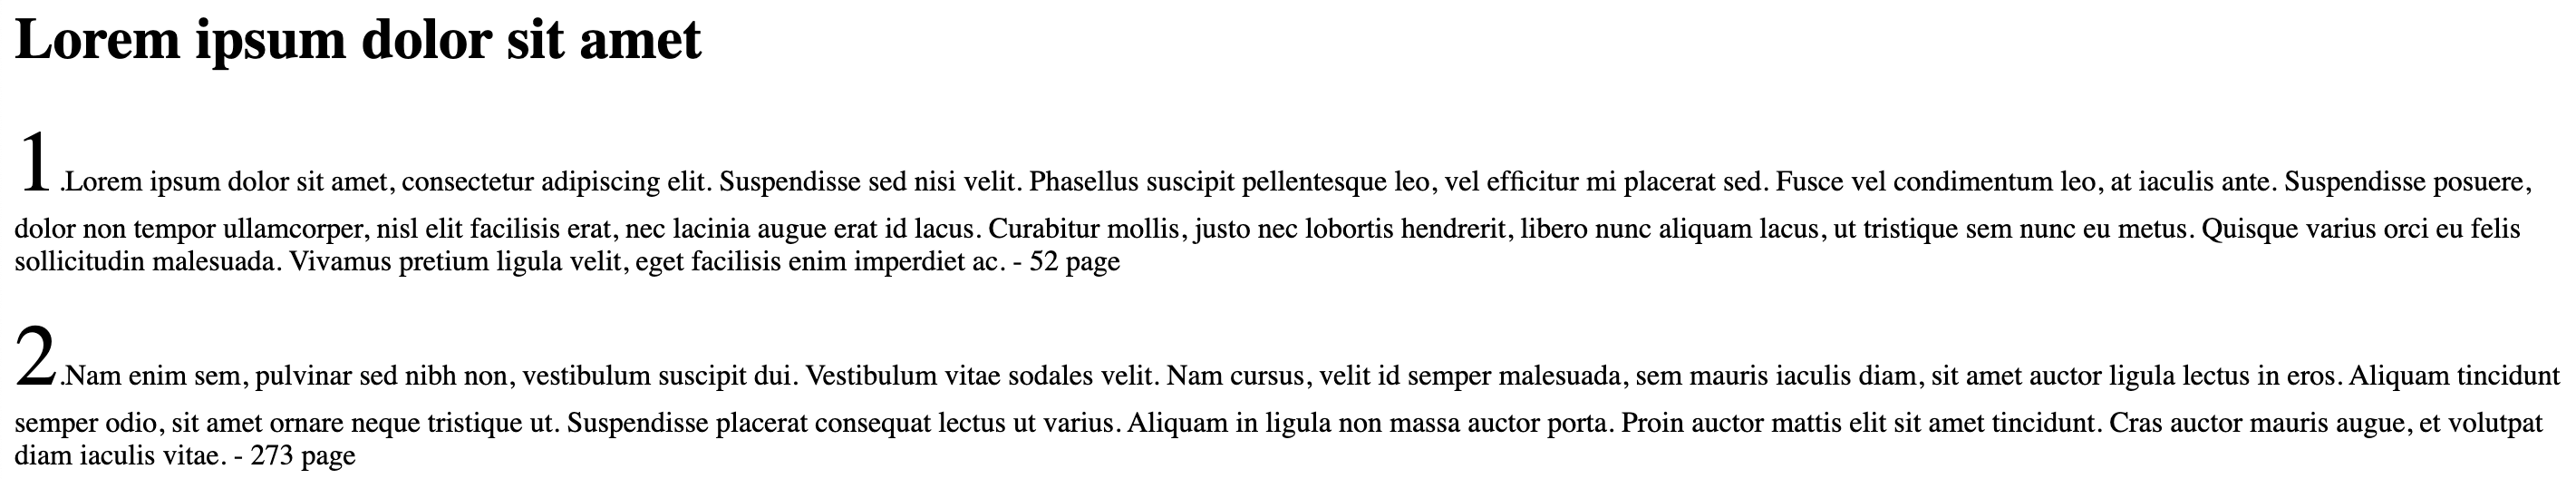 Lorem ipsum dolor sit amet
1.Lorem ipsum dolor sit amet, consectetur adipiscing elit. Suspendisse sed nisi velit. Phasellus suscipit pellentesque leo, vel efficitur mi placerat sed. Fusce vel condimentum leo, at iaculis ante. Suspendisse posuere,
dolor non tempor ullamcorper, nisl elit facilisis erat, nec lacinia augue erat id lacus. Curabitur mollis, justo nec lobortis hendrerit, libero nunc aliquam lacus, ut tristique sem nunc eu metus. Quisque varius orci eu felis
sollicitudin malesuada. Vivamus pretium ligula velit, eget facilisis enim imperdiet ac. - 52 page
2.Nam enim sem, pulvinar sed nibh non, vestibulum suscipit dui. Vestibulum vitae sodales velit. Nam cursus, velit id semper malesuada, sem mauris iaculis diam, sit amet auctor ligula lectus in eros. Aliquam tincidunt
semper odio, sit amet ornare neque tristique ut. Suspendisse placerat consequat lectus ut varius. Aliquam in ligula non massa auctor porta. Proin auctor mattis elit sit amet tincidunt. Cras auctor mauris augue, et volutpat
diam iaculis vitae. - 273 page